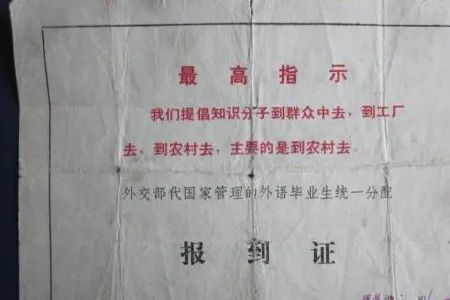 最高指示
我们提倡知识分子到群众中去，到工厂
去，到农村去，主要的是到农村去。
外交部代国家管理的外语毕业生统一分配
报到证